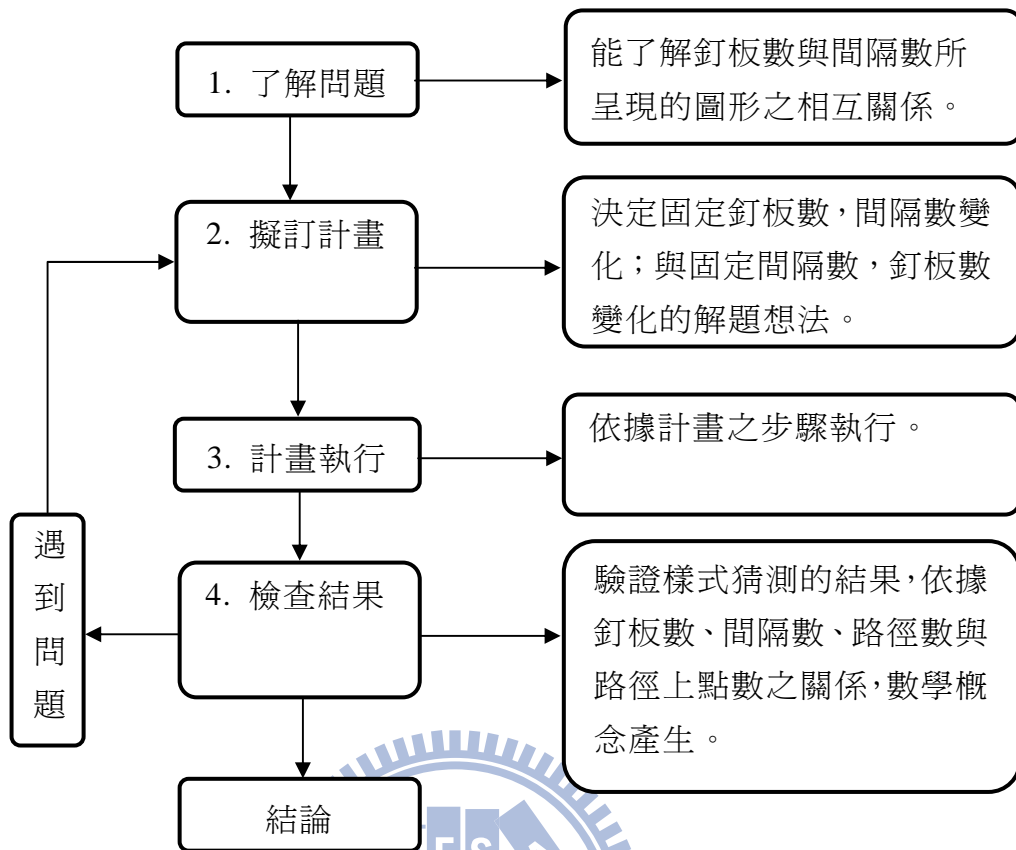 1. 了解問題
能了解釘板數與間隔數所
呈現的圖形之相互關係。
2. 擬訂計畫
決定固定釘板數，間隔數變
化；與固定間隔數，釘板數
變化的解題想法。
3. 計畫執行
依據計畫之步驟執行。
遇
到
問
題
4. 檢查結果
驗證樣式猜測的結果，依據
釘板數、間隔數、路徑數與
路徑上點數之關係，數學概
念產生。
結論
ES